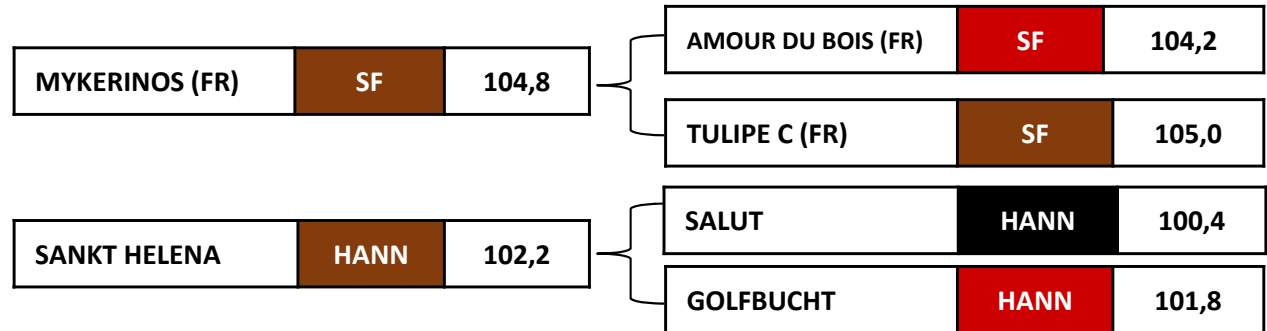 AMOUR DU BOIS (FR) SF 104,2
MYKERINOS (FR) SF 104,8
TULIPE C (FR) SF 105,0
SALUT HANN 100,4
SANKT HELENA HANN 102,2
GOLFBUCHT HANN 101,8